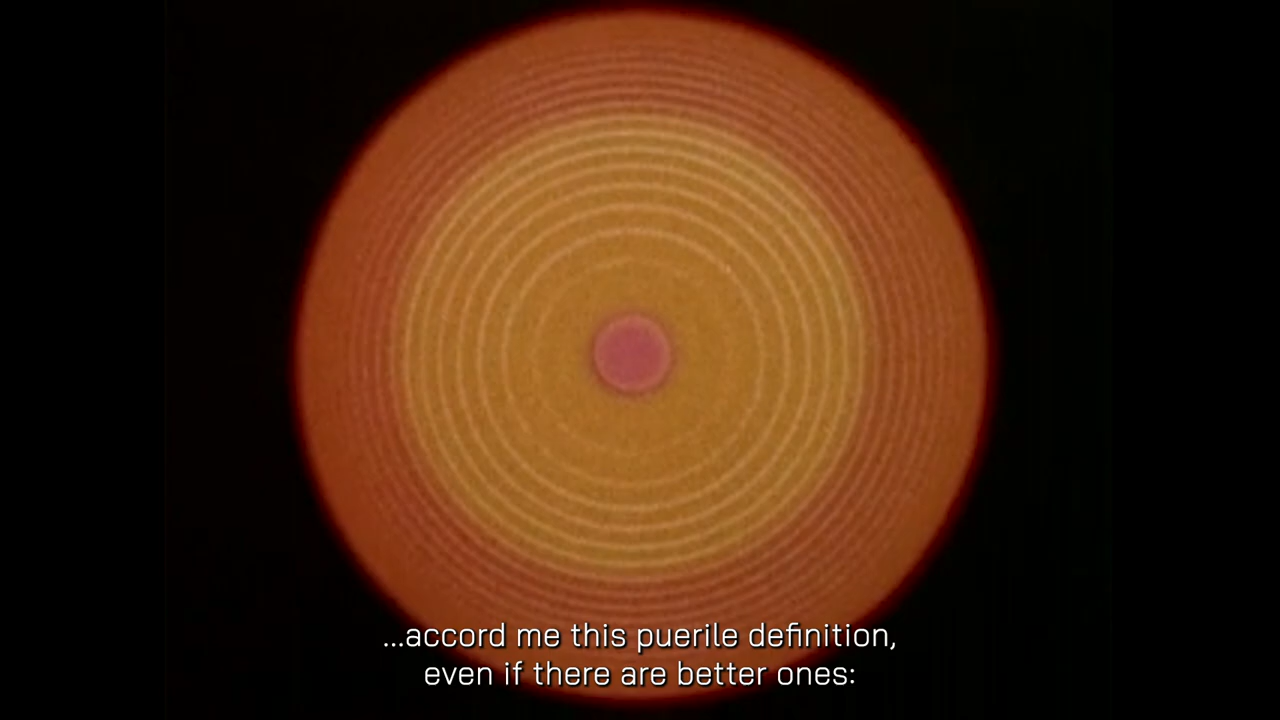 ...accord me this puerile definition,
even if there are better ones: